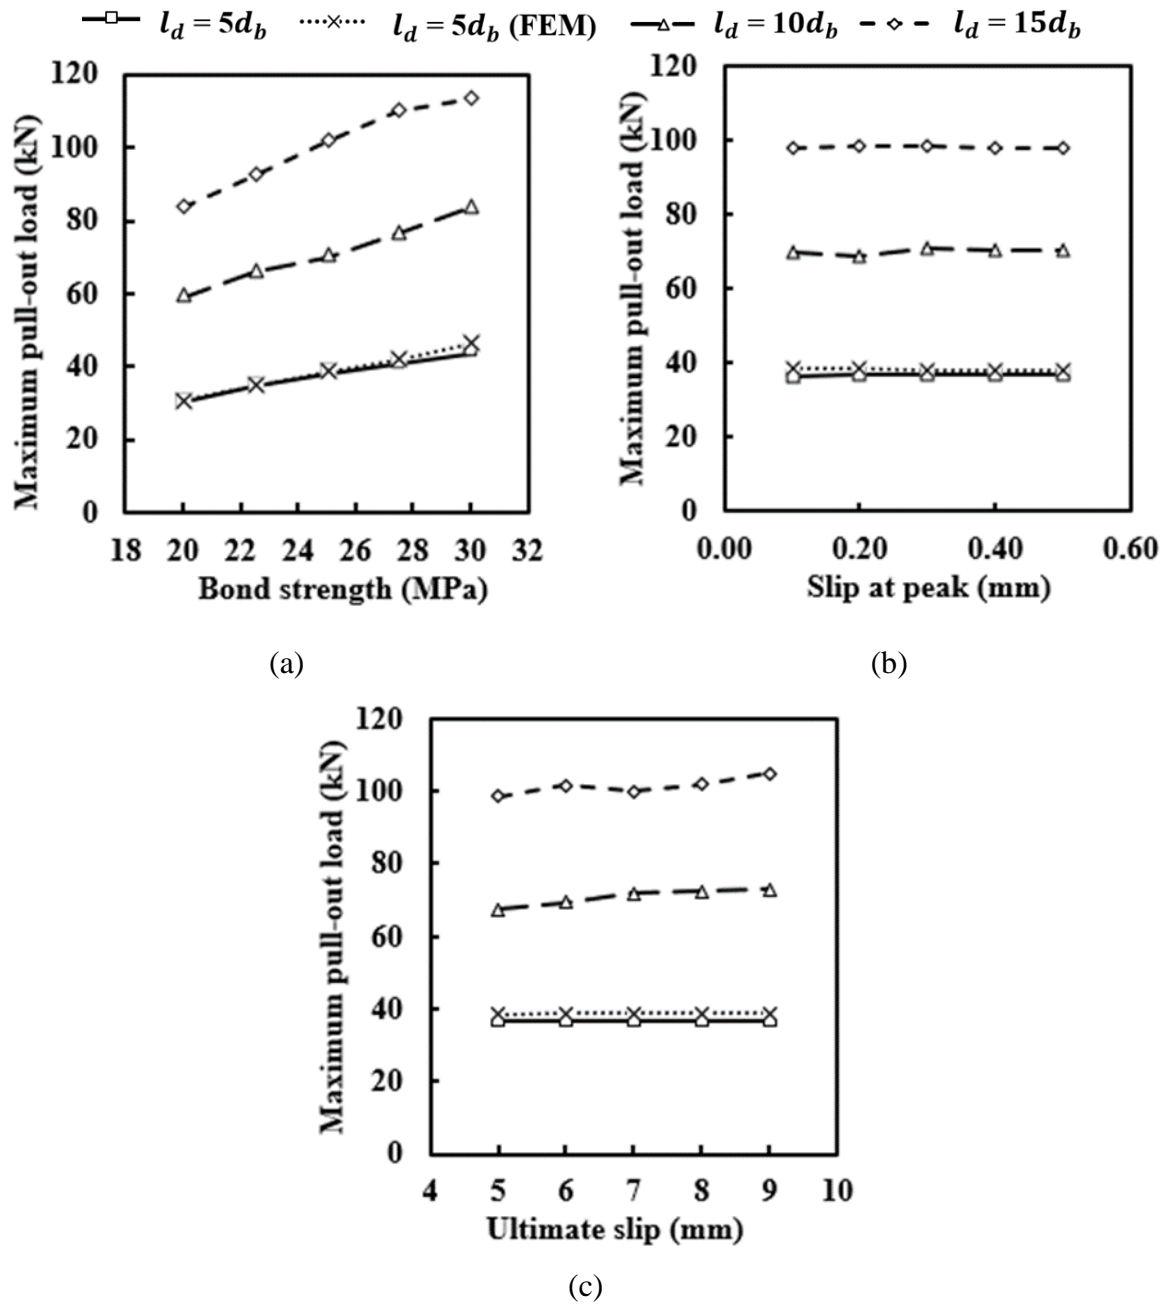 l_d = 5d_b l_d = 5d_b (FEM) l_d = 10d_b l_d = 15d_b
Maximum pull-out load (kN)
120
100
80
60
40
20
0
18 20 22 24 26 28 30 32
Bond strength (MPa)
(a)
Maximum pull-out load (kN)
120
100
80
60
40
20
0
0.00 0.20 0.40 0.60
Slip at peak (mm)
(b)
Maximum pull-out load (kN)
120
100
80
60
40
20
0
4 5 6 7 8 9 10
Ultimate slip (mm)
(c)